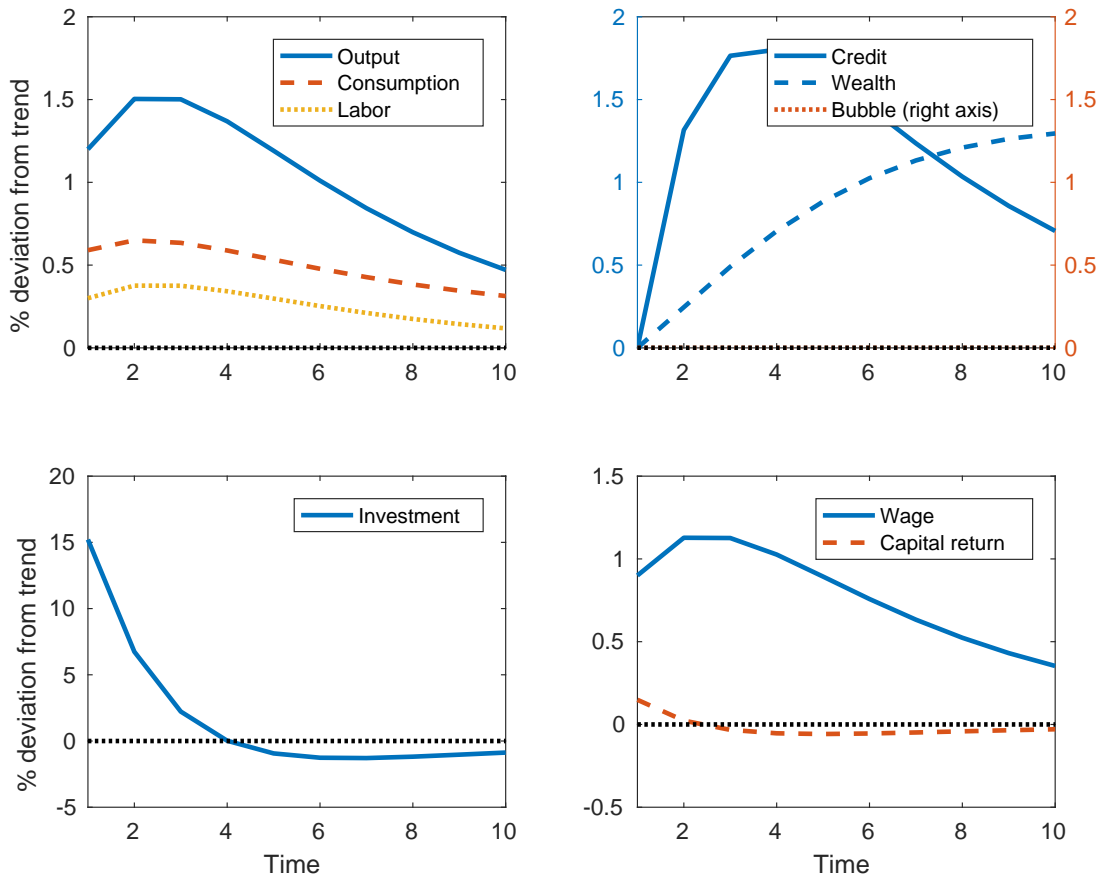 2
1.5
1
0.5
0
% deviation from trend
Output
Consumption
Labor
2 4 6 8 10
2
1.5
1
0.5
0
Credit
Wealth
Bubble (right axis)
2
1.5
1
0.5
0
2 4 6 8 10
20
15
10
5
0
-5
% deviation from trend
Investment
2 4 6 8 10
Time
1.5
1
0.5
0
-0.5
Wage
Capital return
2 4 6 8 10
Time